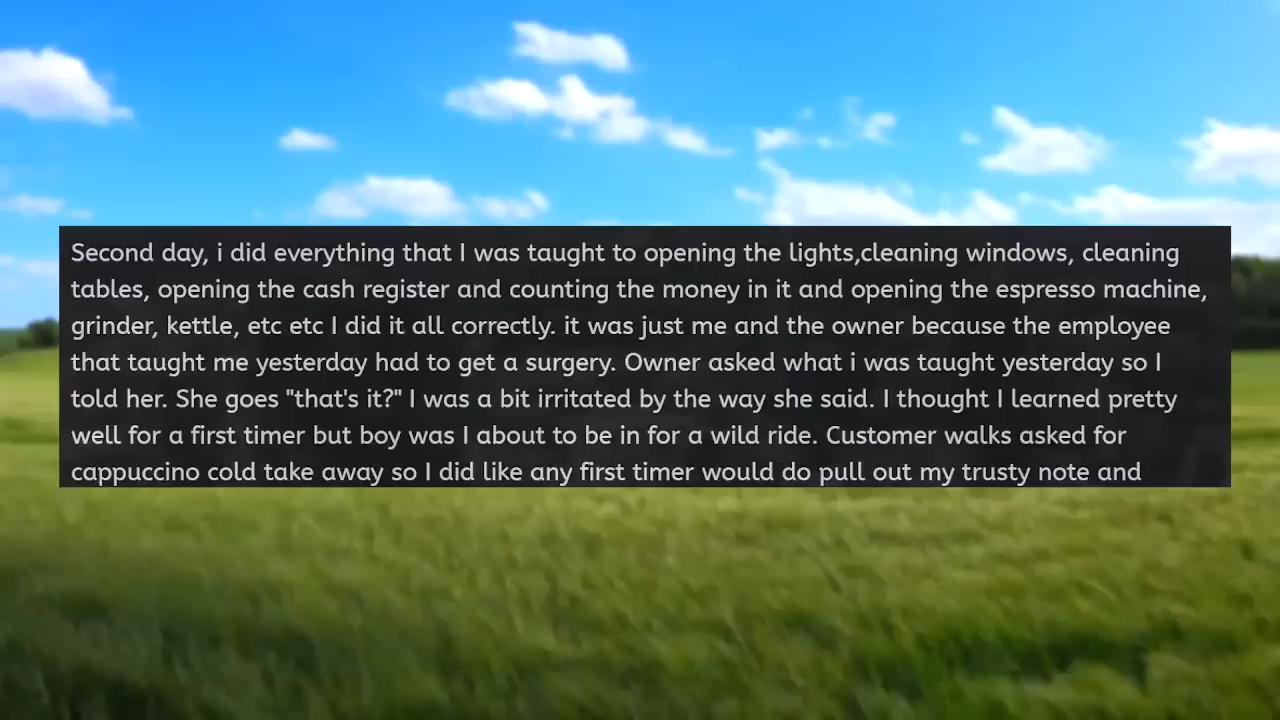 Second day, i did everything that I was taught to opening the lights,cleaning windows, cleaning
tables, opening the cash register and counting the money in it and opening the espresso machine,
grinder, kettle, etc etc I did it all correctly. it was just me and the owner because the employee
that taught me yesterday had to get a surgery. Owner asked what i was taught yesterday so I
told her. She goes "that's it?" I was a bit irritated by the way she said. I thought I learned pretty
well for a first timer but boy was I about to be in for a wild ride. Customer walks asked for
cappuccino cold take away so I did like any first timer would do pull out my trusty note and